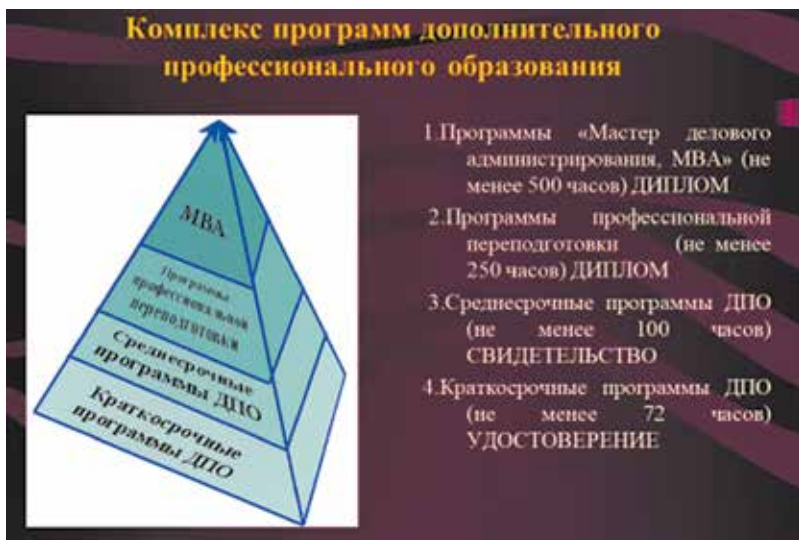 Комплекс программ дополнительного
профессионального образования
МВА
Программы
профессиональной
переподготовки
Среднесрочные
программы ДПО
Краткосрочные
программы ДПО
1.Программы «Мастер делового
администрирования, МВА» (не
менее 500 часов) ДИПЛОМ
2.Программы профессиональной
переподготовки (не менее
250 часов) ДИПЛОМ
3.Среднесрочные программы ДПО
(не менее 100 часов)
СВИДЕТЕЛЬСТВО
4.Краткосрочные программы ДПО
(не менее 72 часов)
УДОСТОВЕРЕНИЕ